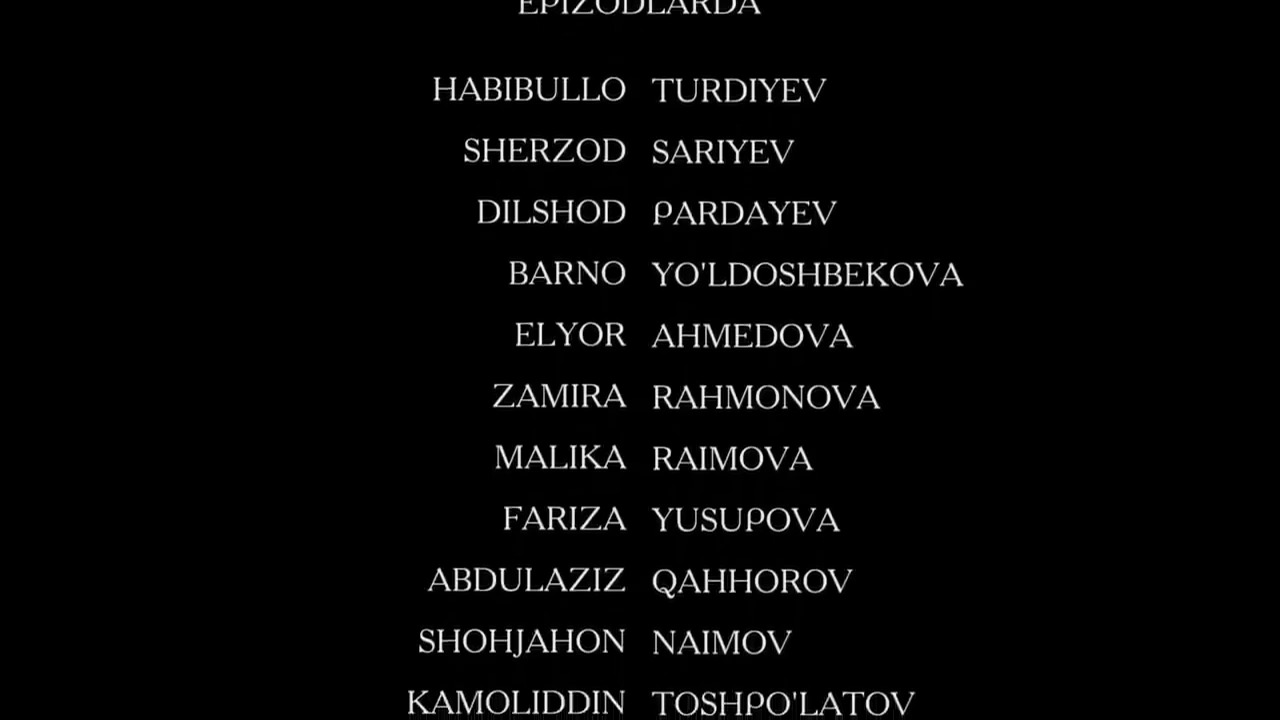 EPIZODLARDA
HABIBULLO TURDIYEV
SHERZOD SARIYEV
DILSHOD PARDAYEV
BARNO YO'LDOSHBEKOVA
ELYOR AHMEDOVA
ZAMIRA RAHMONOVA
MALIKA RAIMOVA
FARIZA YUSUPOVA
ABDULAZIZ QAHHOROV
SHOHJAHON NAIMOV
KAMOLIDDIN TOSHPO'LATOV